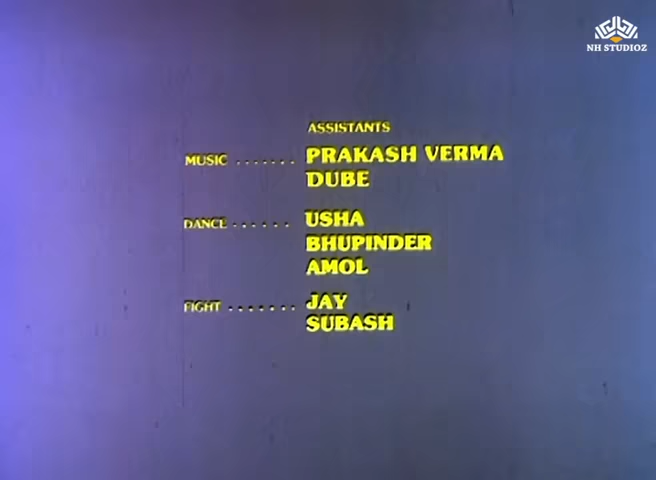 NH STUDIOZ
ASSISTANTS
MUSIC ....... PRAKASH VERMA
DUBE
DANCE ...... USHA
BHUPINDER
AMOL
FIGHT ....... JAY
SUBASH